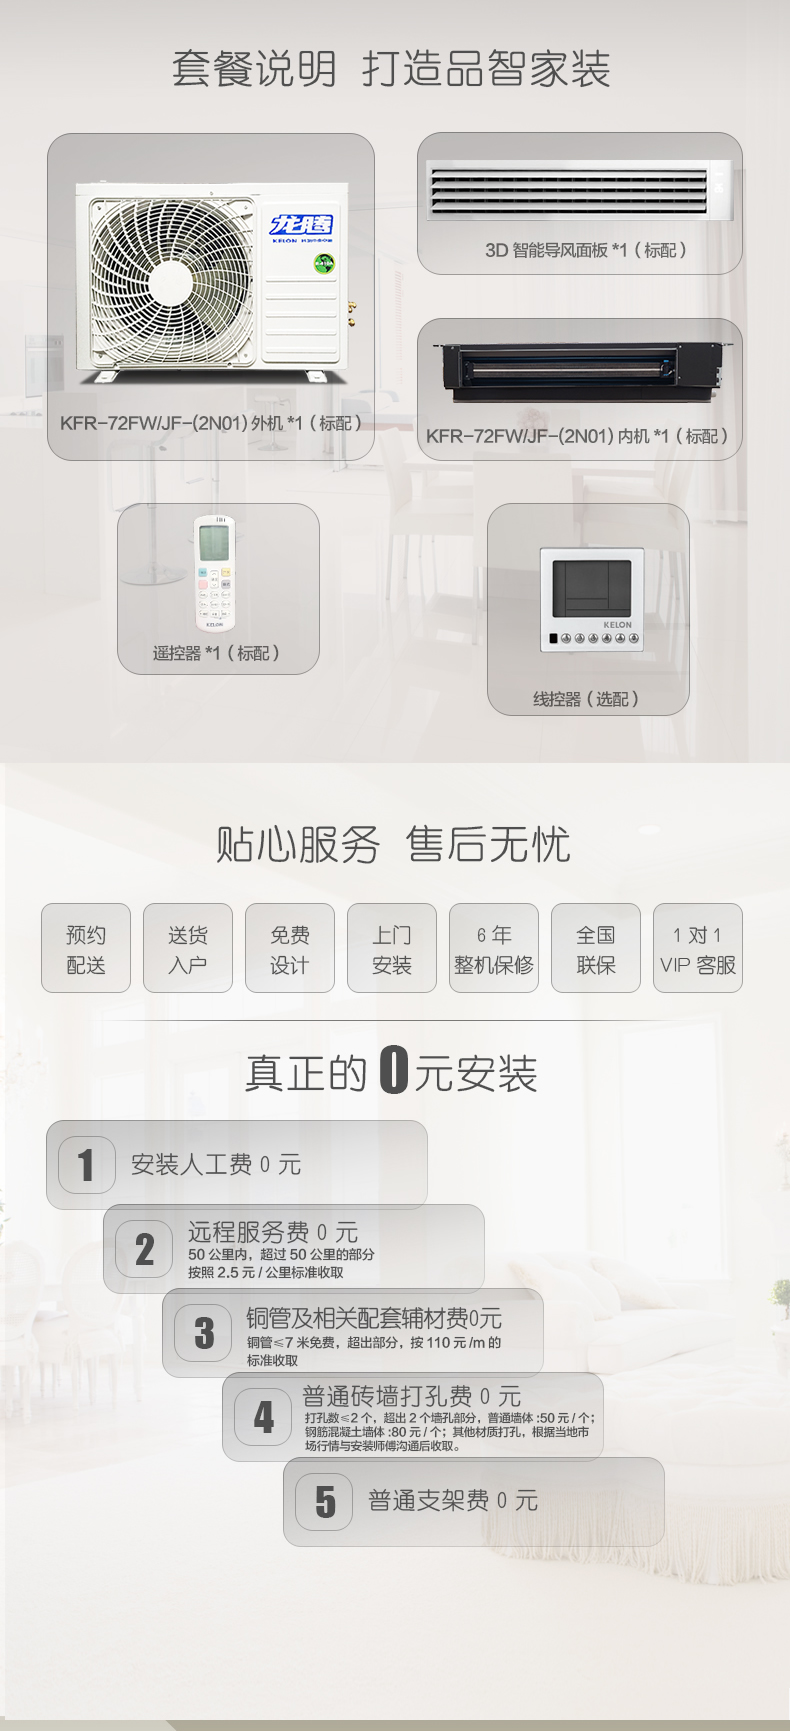 套餐说明 打造品智家装
龙腾
KELON
3D 智能导风面板 *1（标配）
KFR-72FW/JF-(2N01) 外机 *1（标配）
KFR-72FW/JF-(2N01) 内机 *1（标配）
KELON
遥控器 *1（标配）
KELON
线控器（选配）
贴心服务 售后无忧
预约
配送
送货
入户
免费
设计
上门
安装
6 年
整机保修
全国
联保
1 对 1
VIP 客服
真正的0元安装
1
安装人工费 0 元
2
远程服务费 0 元
50 公里内，超过 50 公里的部分
按照 2.5 元 / 公里标准收取
3
铜管及相关配套辅材费0元
铜管≤7 米免费，超出部分，按 110 元 /m 的
标准收取
4
普通砖墙打孔费 0 元
打孔数≤2 个，超出 2 个墙孔部分，普通墙体 :50 元 / 个；
钢筋混凝土墙体 :80 元 / 个；其他材质打孔，根据当地市
场行情与安装师傅沟通后收取。
5
普通支架费 0 元